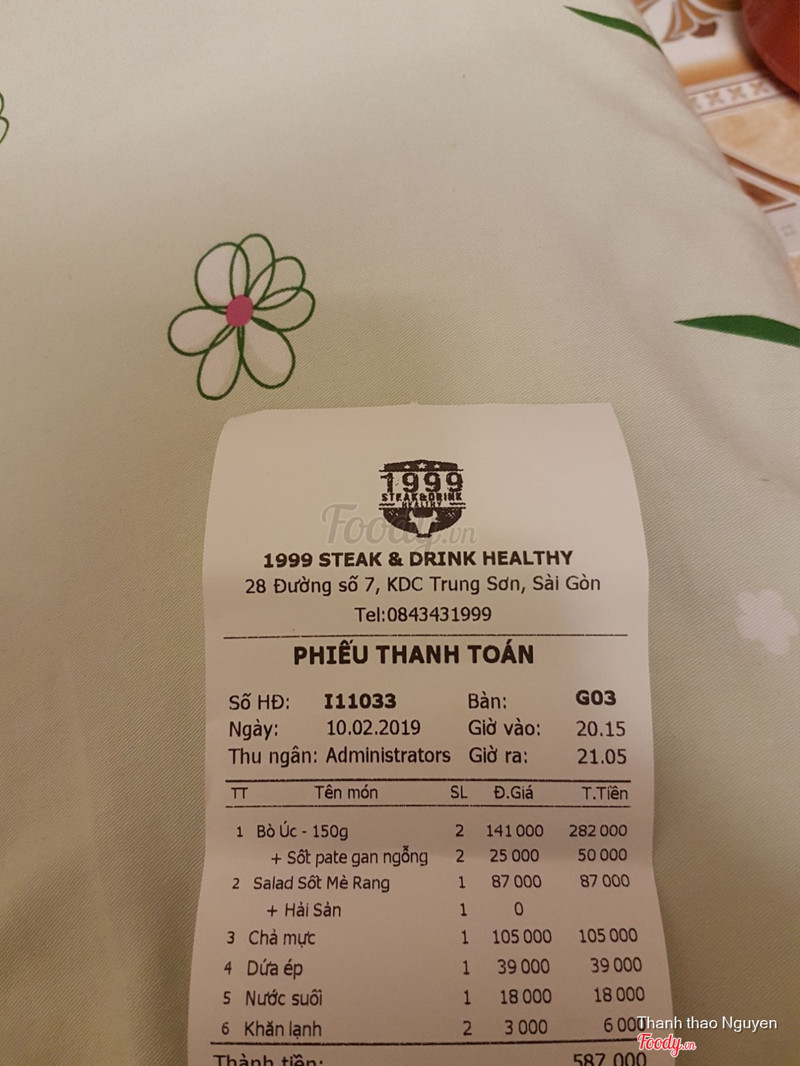 1999
STEAK & DRINK
HEALTHY
Foody.vn
1999 STEAK & DRINK HEALTHY
28 Đường số 7, KDC Trung Sơn, Sài Gòn
Tel:0843431999
PHIẾU THANH TOÁN
Số HĐ: I11033 Bàn: G03
Ngày: 10.02.2019 Giờ vào: 20.15
Thu ngân: Administrators Giờ ra: 21.05
TT Tên món SL Đ.Giá T.Tiền
1 Bò Úc - 150g 2 141 000 282 000
+ Sốt pate gan ngỗng 2 25 000 50 000
2 Salad Sốt Mè Rang 1 87 000 87 000
+ Hải Sản 1 0
3 Chả mực 1 105 000 105 000
4 Dứa ép 1 39 000 39 000
5 Nước suối 1 18 000 18 000
6 Khăn lạnh 2 3 000 6 000
Thành tiền: 587 000
Thanh thao Nguyen
Foody.vn